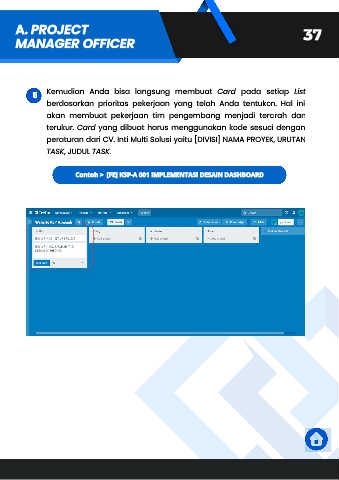 A. PROJECT
MANAGER OFFICER
37
5
Kemudian Anda bisa langsung membuat Card pada setiap List
berdasarkan prioritas pekerjaan yang telah Anda tentukan. Hal ini
akan membuat pekerjaan tim pengembang menjadi terarah dan
terukur. Card yang dibuat harus menggunakan kode sesuai dengan
peraturan dari CV. Inti Multi Solusi yaitu [DIVISI] NAMA PROYEK, URUTAN
TASK, JUDUL TASK.
Contoh > [FE] KSP-A 001 IMPLEMENTASI DESAIN DASHBOARD